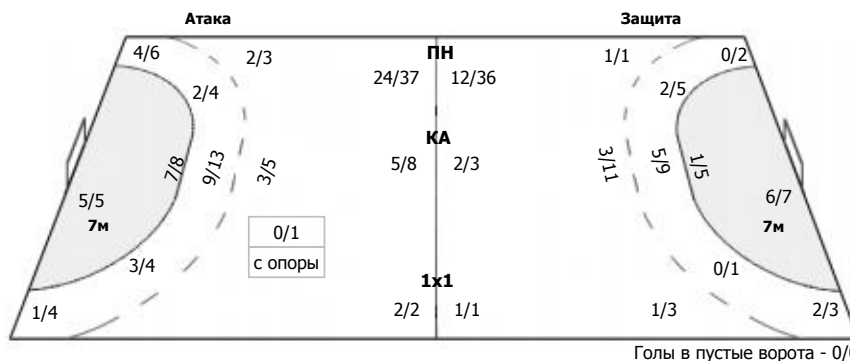 Атака Защита
4/6 2/3 ПН 1/1 0/2
24/37 12/36
2/4 2/5
КА
7/8 9/13 3/5 5/8 2/3 3/11 5/9 1/5
5/5 6/7
7м 7м
0/1
с опоры
3/4 0/1
1х1
1/4 2/2 1/1 1/3 2/3
Голы в пустые ворота - 0/